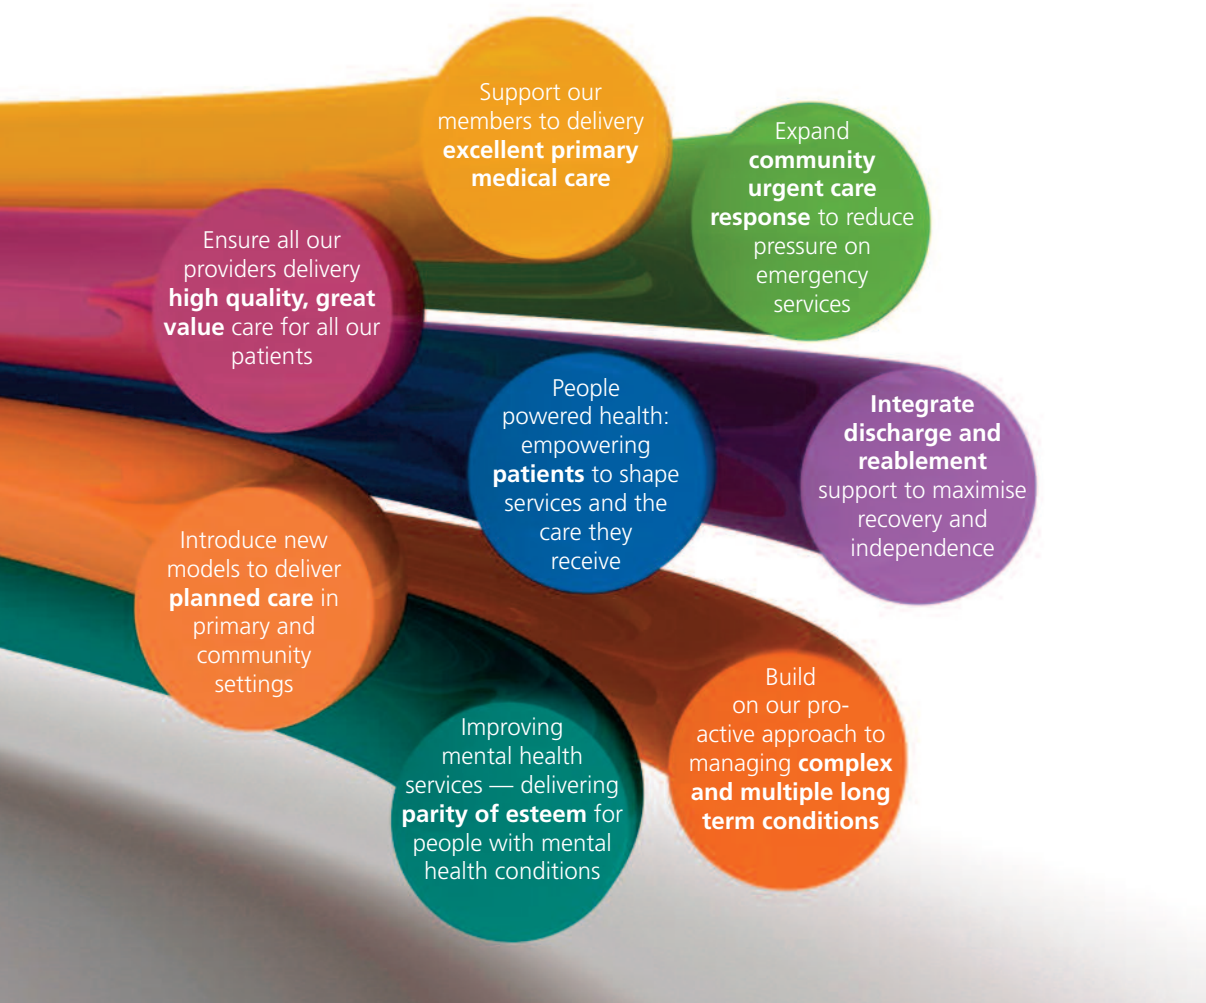 Support our
members to delivery
excellent primary
medical care
Expand
community
urgent care
response to reduce
pressure on
emergency
services
Ensure all our
providers delivery
high quality, great
value care for all our
patients
People
powered health:
empowering
patients to shape
services and the
care they
receive
Integrate
discharge and
reablement
support to maximise
recovery and
independence
Introduce new
models to deliver
planned care in
primary and
community
settings
Build
on our pro-
active approach to
managing complex
and multiple long
term conditions
Improving
mental health
services — delivering
parity of esteem for
people with mental
health conditions